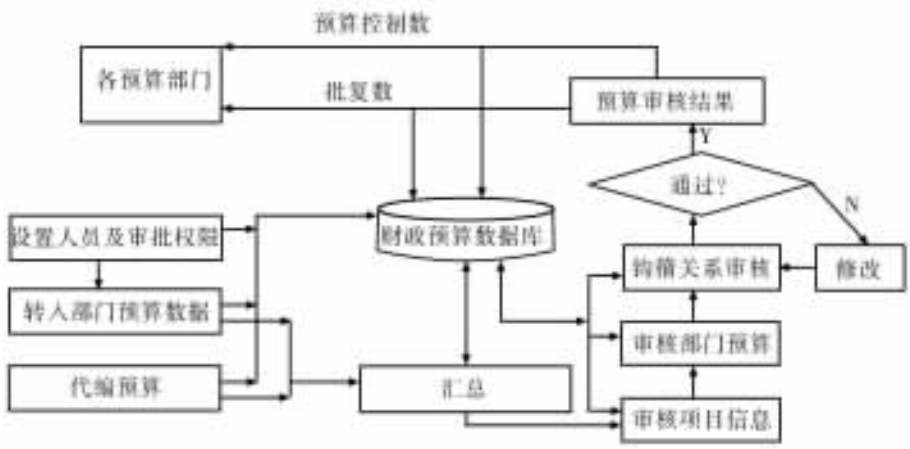 预算控制数
各预算部门
批复数
预算审核结果
Y
通过?
N
设置人员及审批权限
财政预算数据库
钩稽关系审核
修改
转入部门预算数据
审核部门预算
代编预算
汇总
审核项目信息